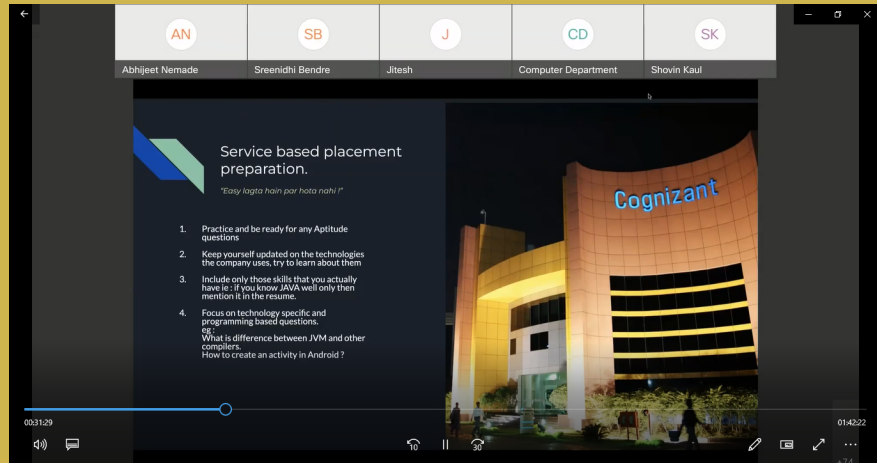 AN
SB
J
CD
SK
Abhijeet Nemade
Sreenidhi Bendre
Jitesh
Computer Department
Shovin Kaul
Service based placement
preparation.
"Easy lagta hain par hota nahi !"
1. Practice and be ready for any Aptitude
questions
2. Keep yourself updated on the technologies
the company uses, try to learn about them
3. Include only those skills that you actually
have ie : if you know JAVA well only then
mention it in the resume.
4. Focus on technology specific and
programming based questions.
eg :
What is difference between JVM and other
compilers.
How to create an activity in Android ?
Cognizant
00:31:29
01:42:22
10
30
+74